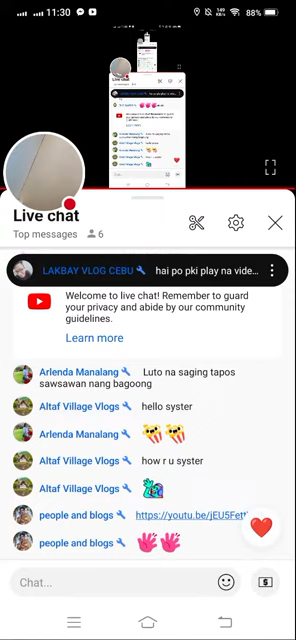 11:30
149
KB/s
88%
Live chat
Top messages 6
LAKBAY VLOG CEBU hai po pki play na vide...
Welcome to live chat! Remember to guard
your privacy and abide by our community
guidelines.
Learn more
Arlenda Manalang Luto na saging tapos
sawsawan nang bagoong
Altaf Village Vlogs hello syster
Arlenda Manalang
Altaf Village Vlogs how r u syster
Altaf Village Vlogs
people and blogs https://youtu.be/jEU5Fett
people and blogs
Chat...